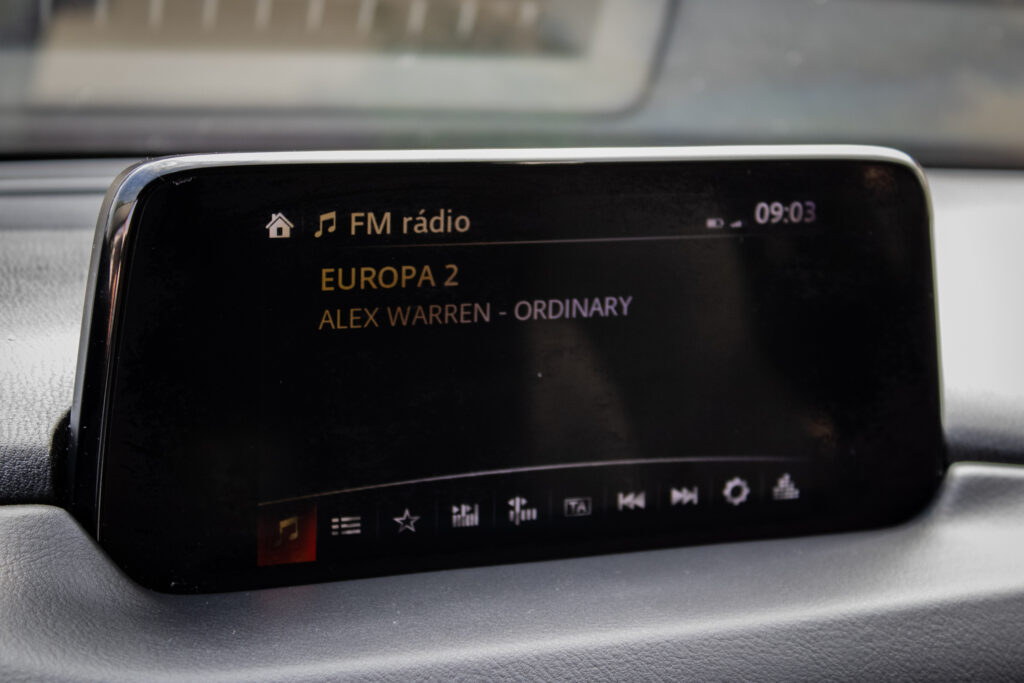 FM rádio 09:03
EUROPA 2
ALEX WARREN - ORDINARY
TA